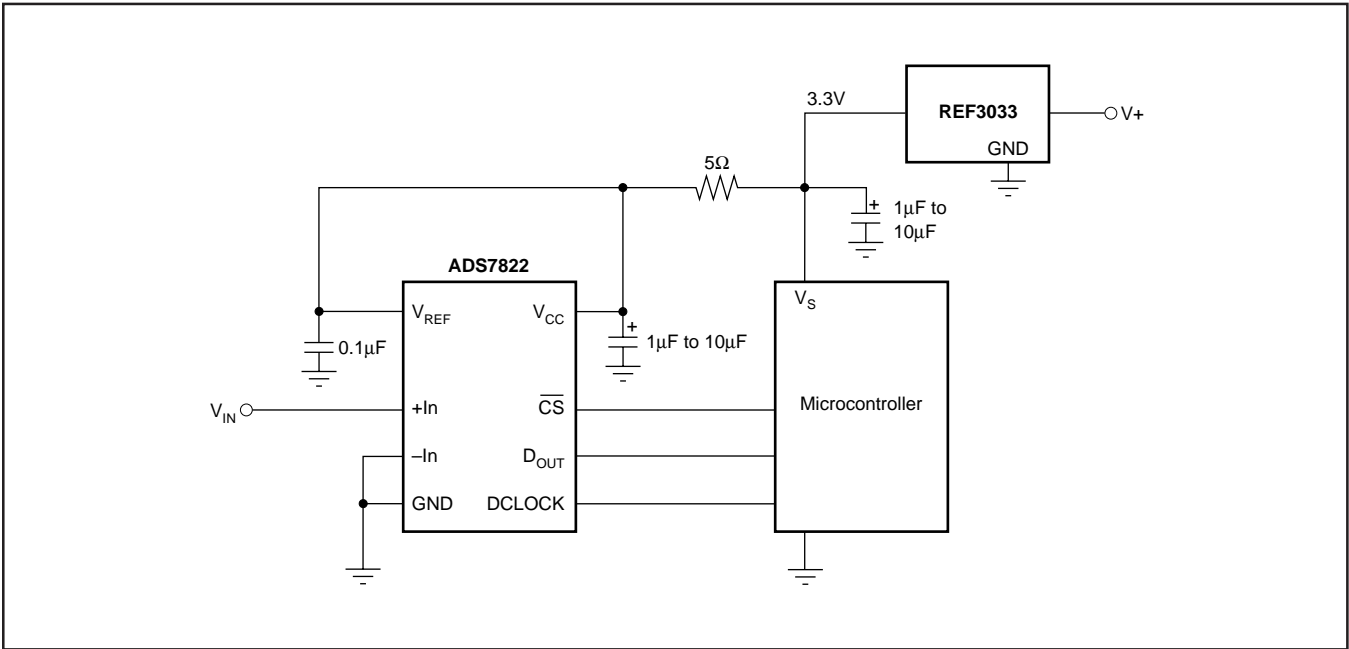 3.3V
REF3033
GND
V+
5Ω
+
1μF to
10μF
ADS7822
V_REF
V_CC
0.1μF
+
1μF to 10μF
V_S
V_IN
+In
C̅S̅
Microcontroller
–In
D_OUT
GND
DCLOCK